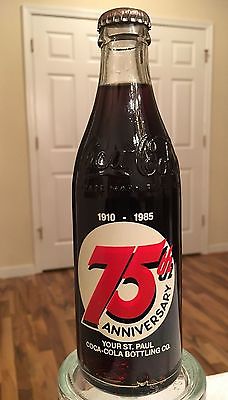 1910 - 1985
75th
ANNIVERSARY
YOUR ST. PAUL
COCA-COLA BOTTLING CO.